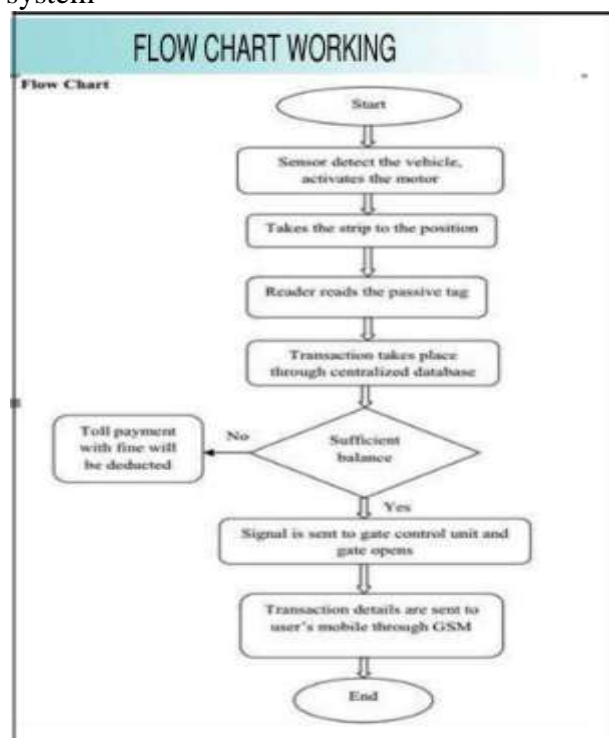 system
FLOW CHART WORKING
Flow Chart
Start
Sensor detect the vehicle,
activates the motor
Takes the strip to the position
Reader reads the passive tag
Transaction takes place
through centralized database
Sufficient
balance
No
Toll payment
with fine will
be deducted
Yes
Signal is sent to gate control unit and
gate opens
Transaction details are sent to
user's mobile through GSM
End